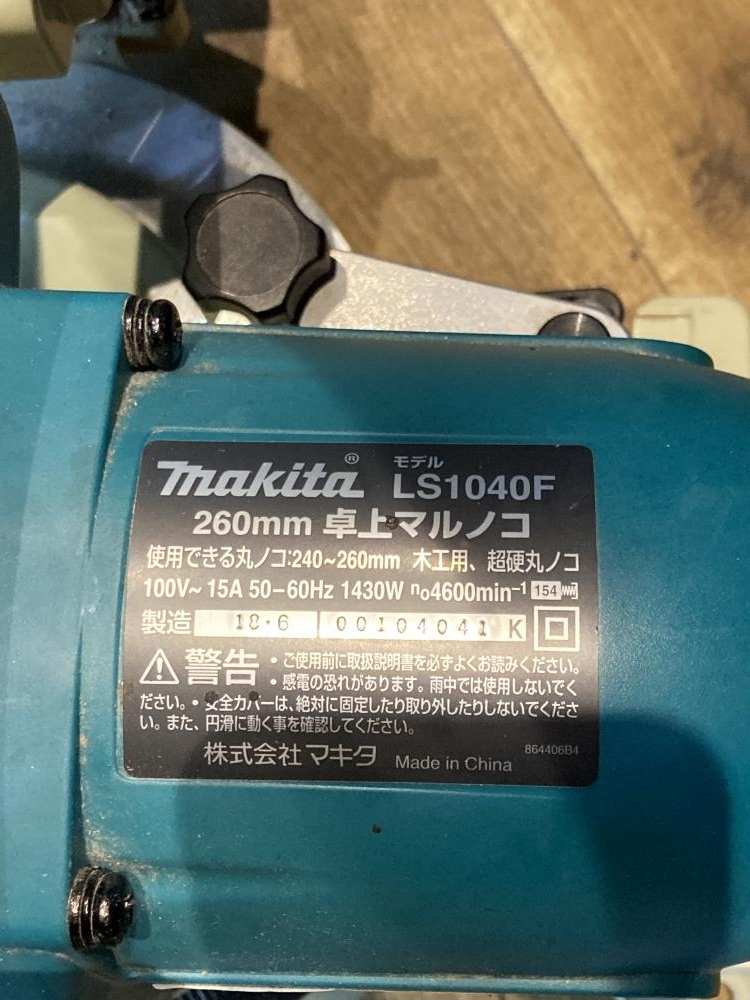 makita® モデル LS1040F
260mm 卓上マルノコ
使用できる丸ノコ:240~260mm 木工用、超硬丸ノコ
100V~ 15A 50-60Hz 1430W n₀4600min⁻¹ 154
製造 18・6 00104041 K
⚠警告 ・ご使用前に取扱説明書を必ずよくお読みください。
・感電の恐れがあります。雨中では使用しないでく
ださい。・安全カバーは、絶対に固定したり取り外したりしないでくださ
い。また、円滑に動く事を確認してください。
株式会社 マキタ Made in China 864406B4